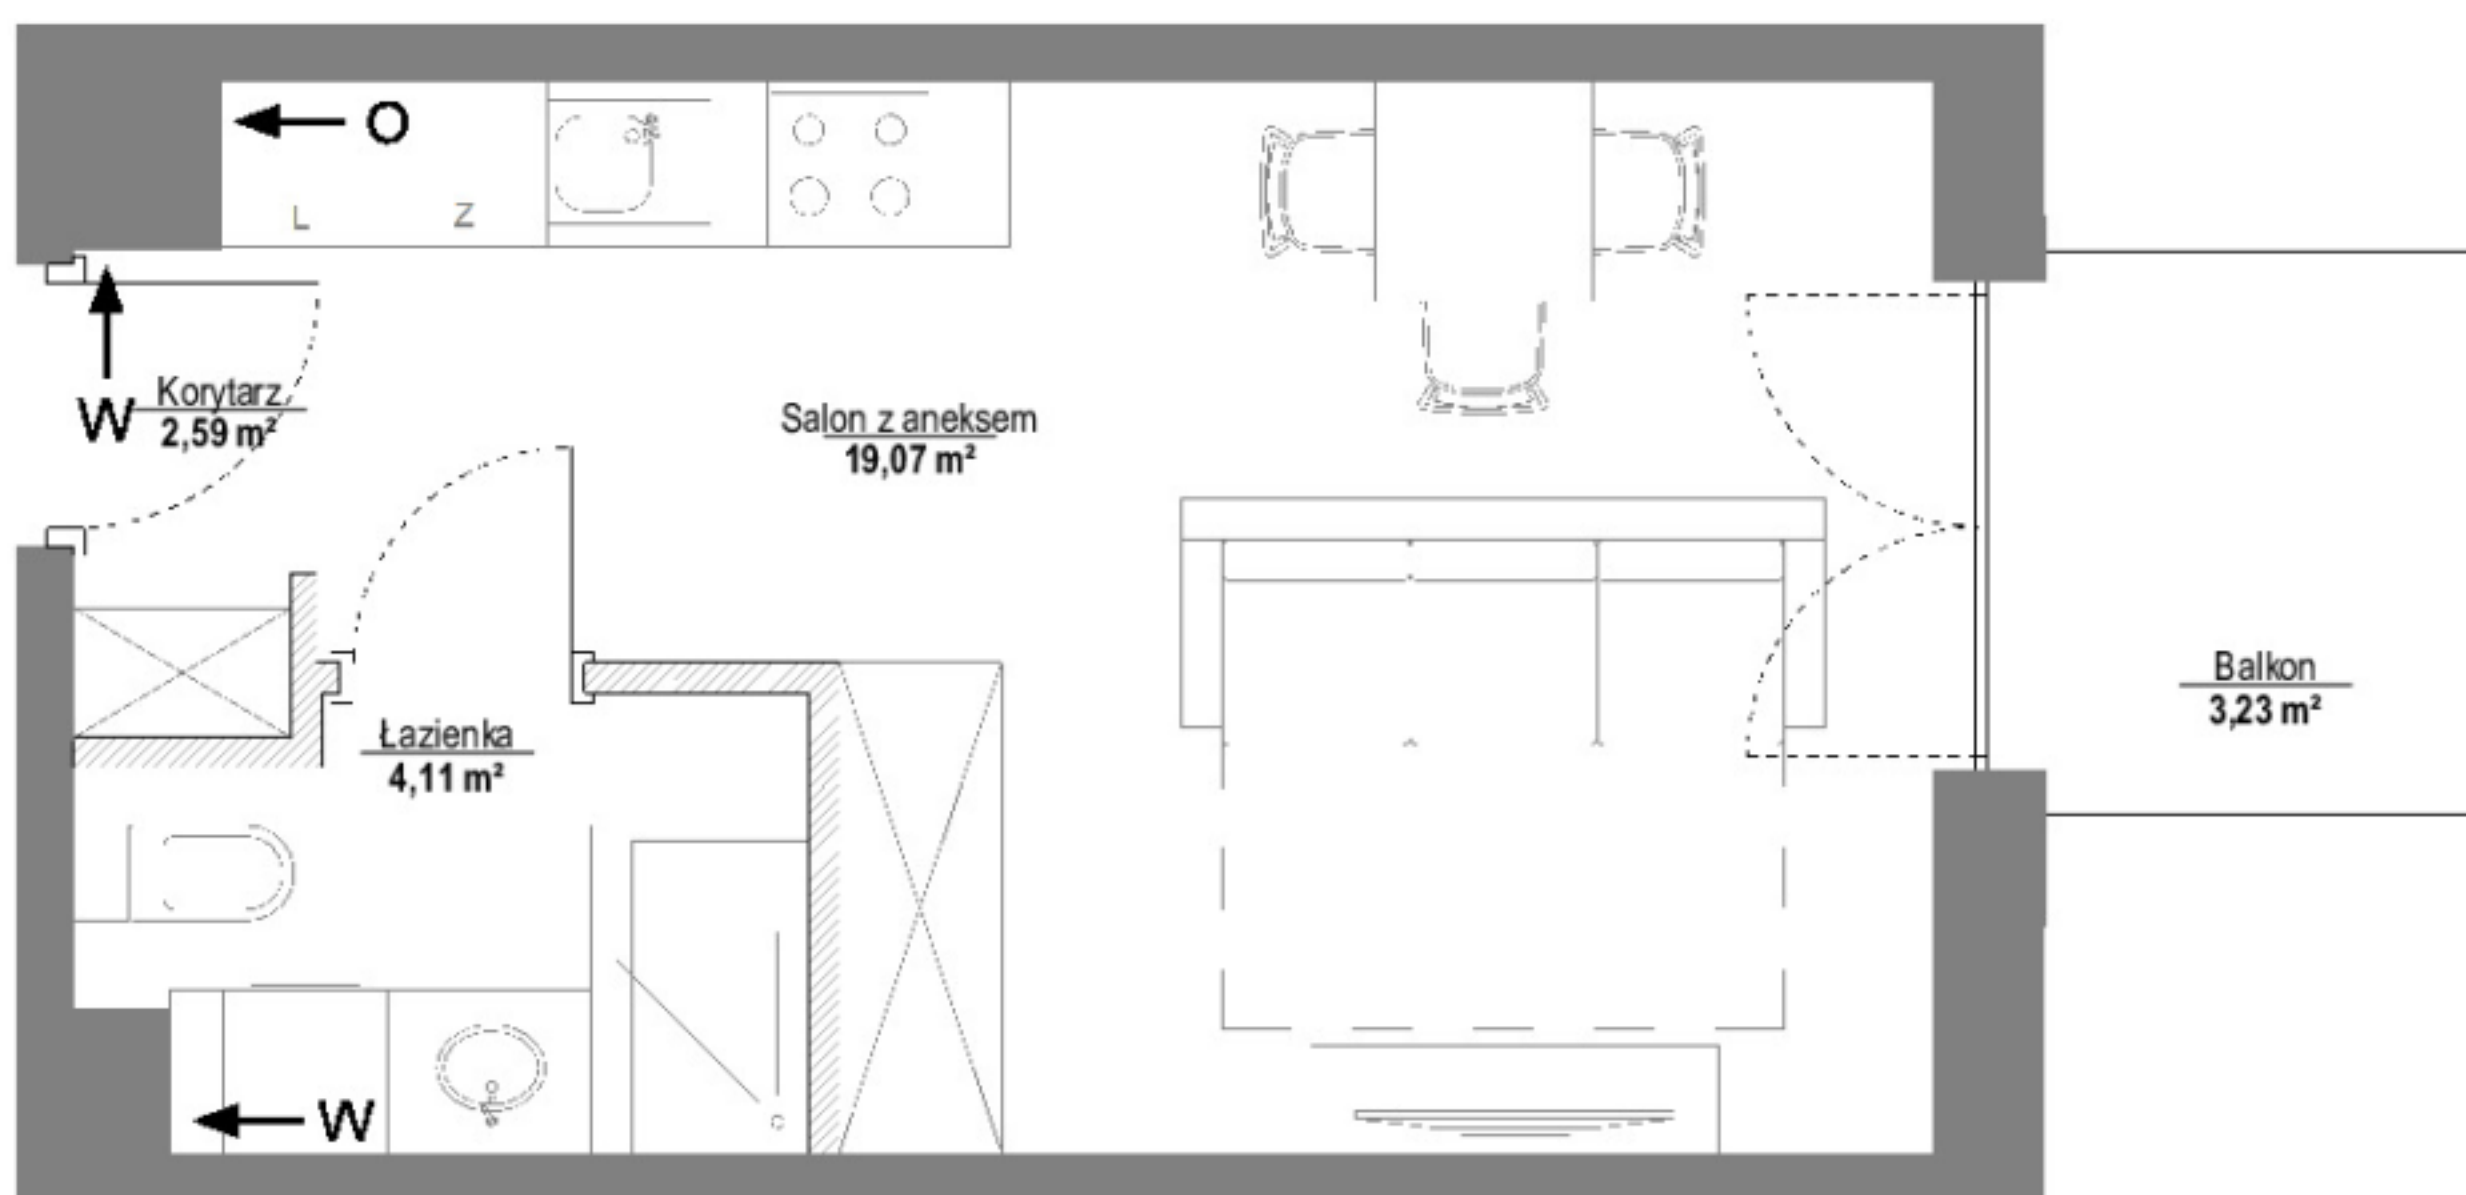 O
L
Z
Korytarz
W
2,59 m²
Salon z aneksem
19,07 m²
Balkon
3,23 m²
Łazienka
4,11 m²
W